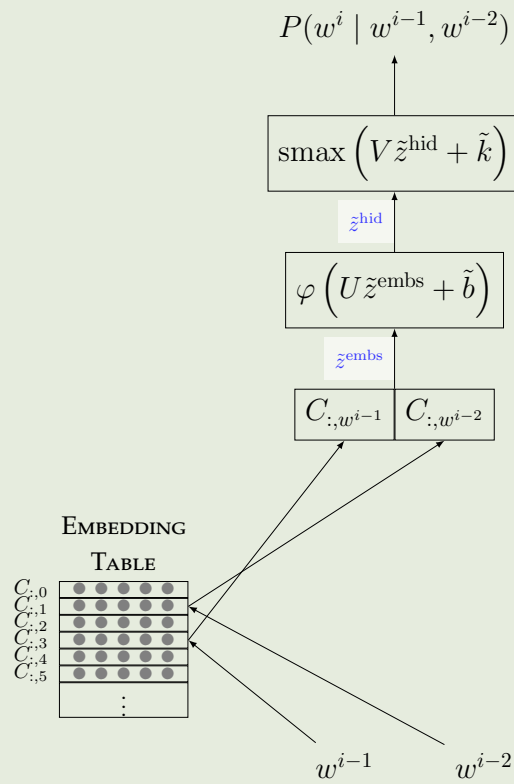 P(w^i | w^{i-1}, w^{i-2})
smax (V z̃^hid + k̃)
z̃^hid
φ (U z̃^embs + b̃)
z̃^embs
C_{:,w^{i-1}} C_{:,w^{i-2}}
EMBEDDING
TABLE
C_{:,0}
C_{:,1}
C_{:,2}
C_{:,3}
C_{:,4}
C_{:,5}
⋮
w^{i-1} w^{i-2}